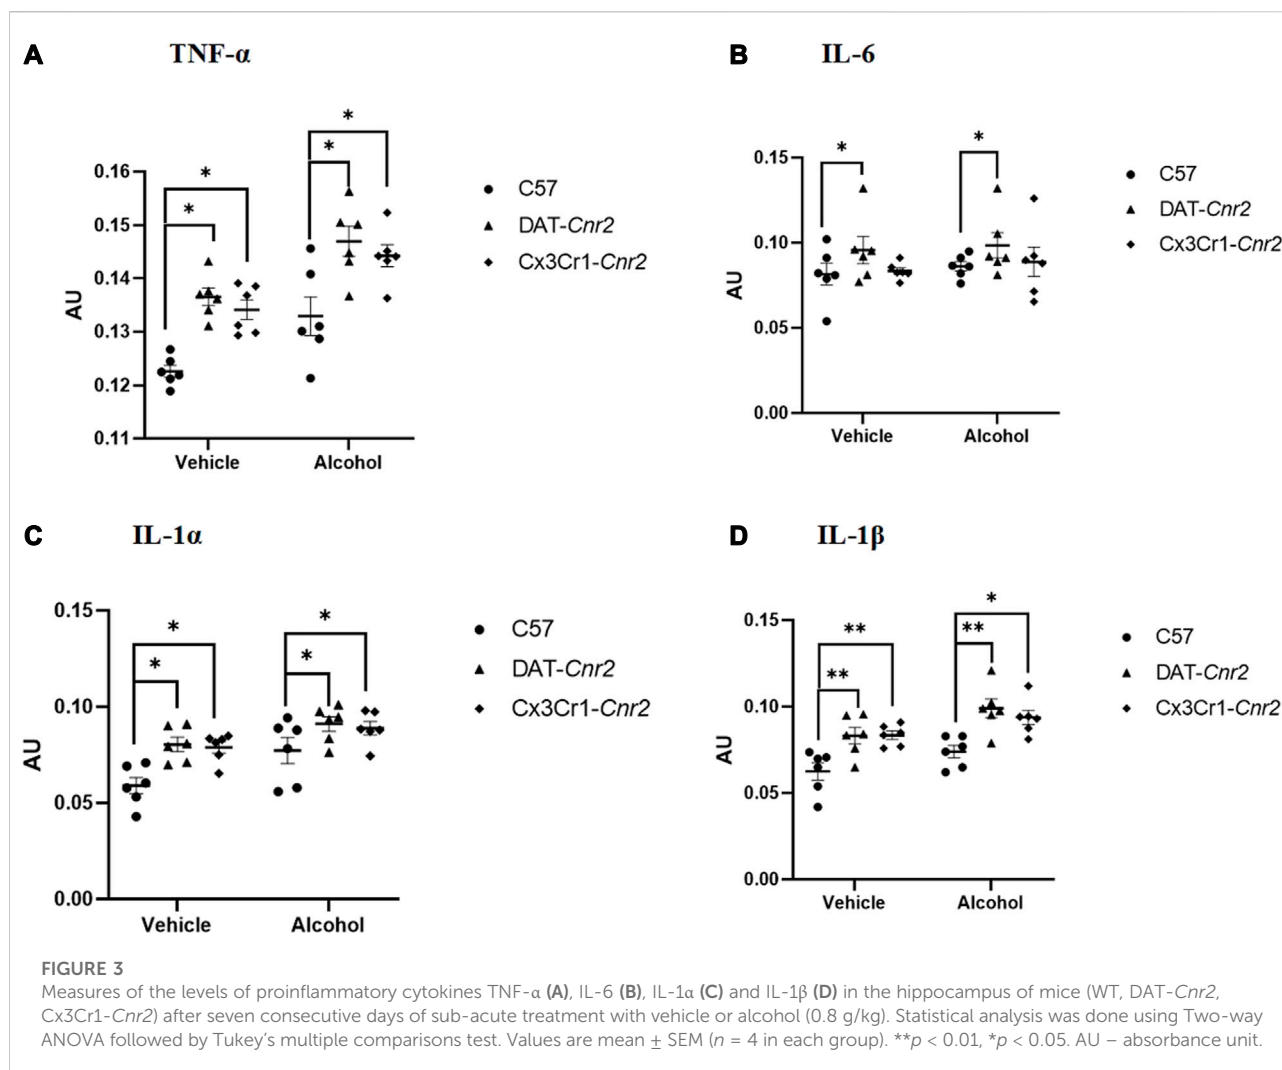 A
TNF-α
*
*
*
*
0.16
0.15
0.14
0.13
0.12
0.11
AU
Vehicle
Alcohol
C57
DAT-Cnr2
Cx3Cr1-Cnr2
B
IL-6
*
*
0.15
0.10
0.05
0.00
AU
Vehicle
Alcohol
C57
DAT-Cnr2
Cx3Cr1-Cnr2
C
IL-1α
*
*
*
*
0.15
0.10
0.05
0.00
AU
Vehicle
Alcohol
C57
DAT-Cnr2
Cx3Cr1-Cnr2
D
IL-1β
**
**
*
**
0.15
0.10
0.05
0.00
AU
Vehicle
Alcohol
C57
DAT-Cnr2
Cx3Cr1-Cnr2
FIGURE 3
Measures of the levels of proinflammatory cytokines TNF-α (A), IL-6 (B), IL-1α (C) and IL-1β (D) in the hippocampus of mice (WT, DAT-Cnr2,
Cx3Cr1-Cnr2) after seven consecutive days of sub-acute treatment with vehicle or alcohol (0.8 g/kg). Statistical analysis was done using Two-way
ANOVA followed by Tukey’s multiple comparisons test. Values are mean ± SEM (n = 4 in each group). **p < 0.01, *p < 0.05. AU – absorbance unit.